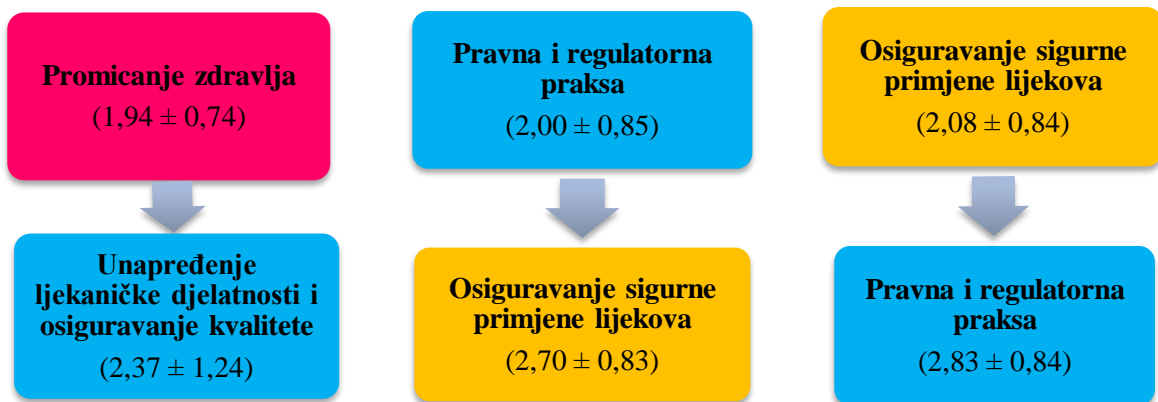 Promicanje zdravlja
(1,94 ± 0,74)
Pravna i regulatorna
praksa
(2,00 ± 0,85)
Osiguravanje sigurne
primjene lijekova
(2,08 ± 0,84)
Unapređenje
ljekaničke djelatnosti i
osiguravanje kvalitete
(2,37 ± 1,24)
Osiguravanje sigurne
primjene lijekova
(2,70 ± 0,83)
Pravna i regulatorna
praksa
(2,83 ± 0,84)